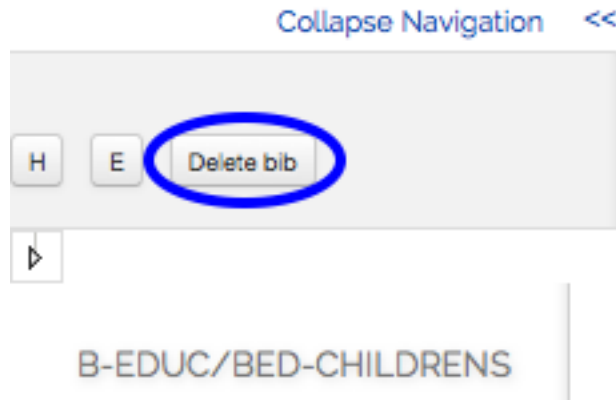 Collapse Navigation <<
H E Delete bib
B-EDUC/BED-CHILDRENS